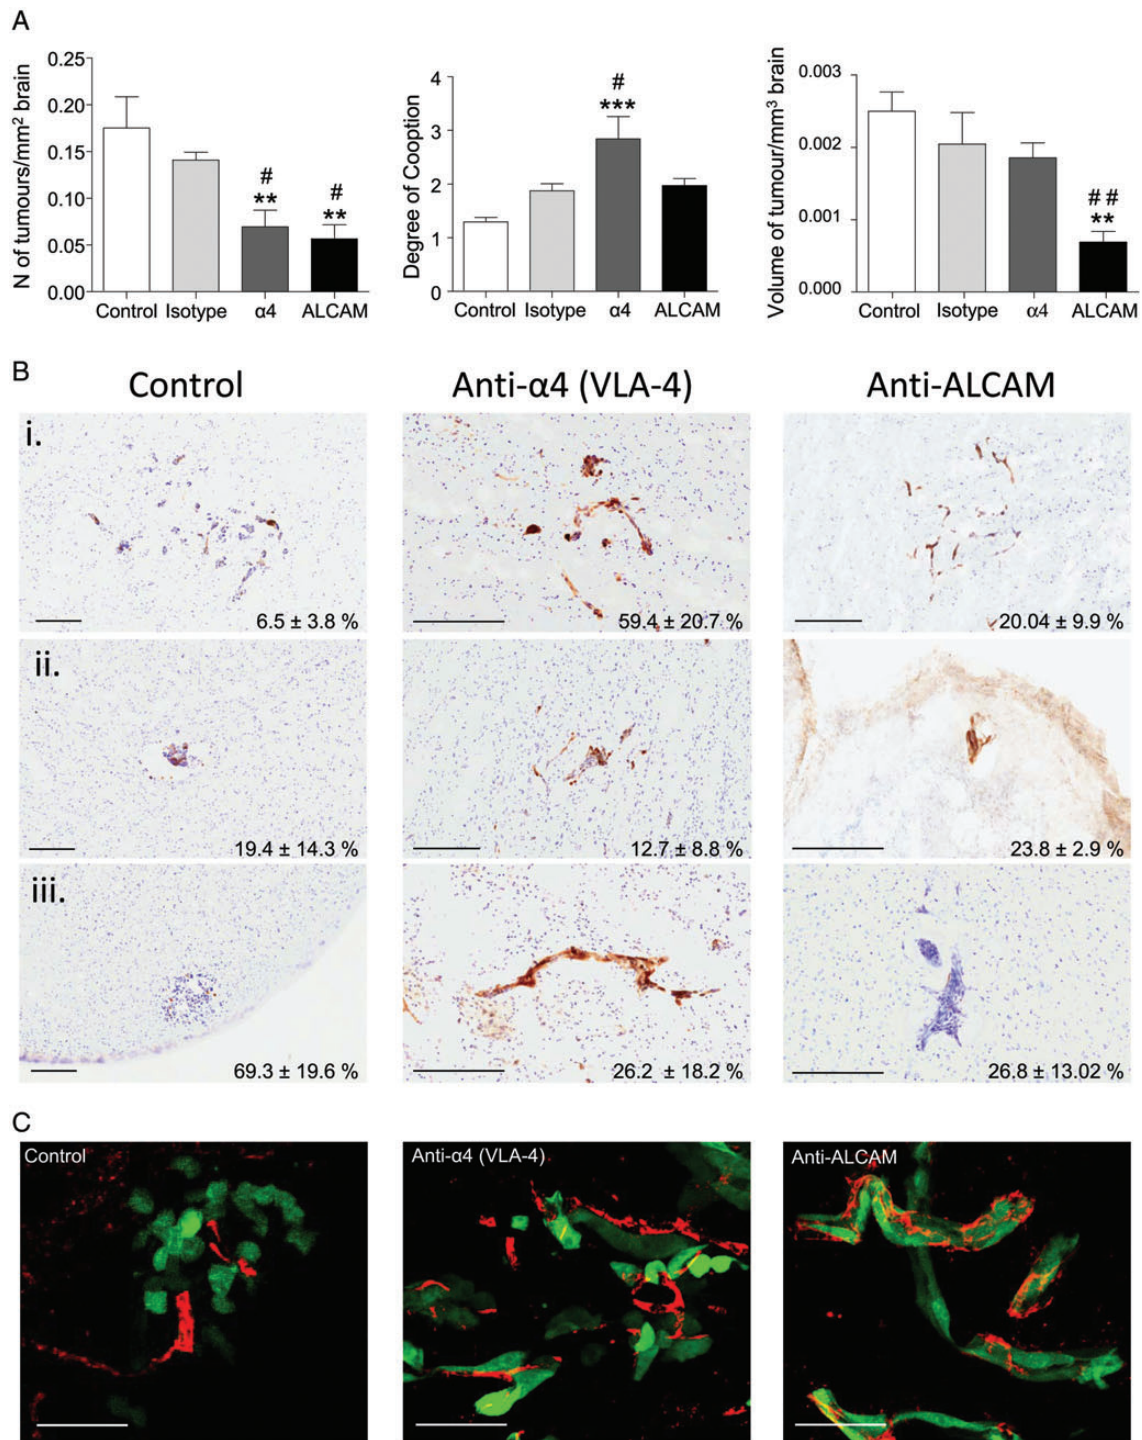 A
N of tumours/mm² brain
0.25
0.20
0.15
0.10
0.05
0.00
#
**
#
**
Control Isotype α4 ALCAM
Degree of Cooption
4
3
2
1
0
#
***
Control Isotype α4 ALCAM
Volume of tumour/mm³ brain
0.003
0.002
0.001
0.000
##
**
Control Isotype α4 ALCAM
B
Control
Anti-α4 (VLA-4)
Anti-ALCAM
i.
6.5 ± 3.8 %
59.4 ± 20.7 %
20.04 ± 9.9 %
ii.
19.4 ± 14.3 %
12.7 ± 8.8 %
23.8 ± 2.9 %
iii.
69.3 ± 19.6 %
26.2 ± 18.2 %
26.8 ± 13.02 %
C
Control
Anti-α4 (VLA-4)
Anti-ALCAM